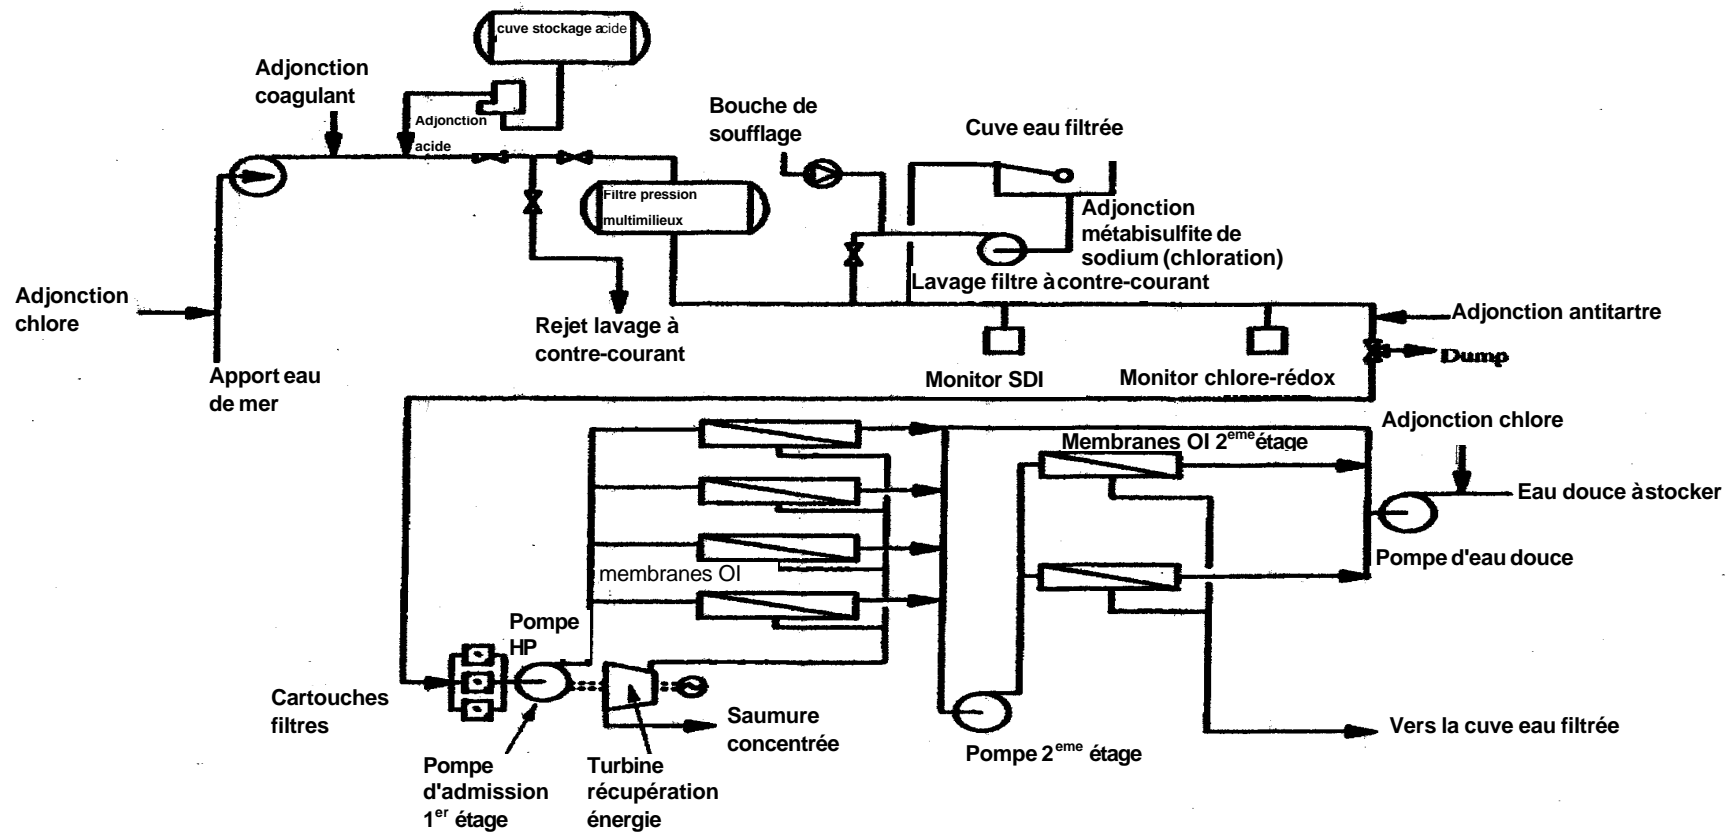 cuve stockage acide
Adjonction
coagulant
Adjonction
acide
Bouche de
soufflage
Cuve eau filtrée
Filtre pression
multimilieux
Adjonction
métabisulfite de
sodium (chloration)
Lavage filtre à contre-courant
Adjonction
chlore
Rejet lavage à
contre-courant
Adjonction antitartre
Dump
Apport eau
de mer
Monitor SDI
Monitor chlore-rédox
Adjonction chlore
Membranes OI 2eme étage
Eau douce à stocker
Pompe d'eau douce
membranes OI
Pompe
HP
Cartouches
filtres
Saumure
concentrée
Vers la cuve eau filtrée
Pompe 2eme étage
Pompe
d'admission
1er étage
Turbine
récupération
énergie